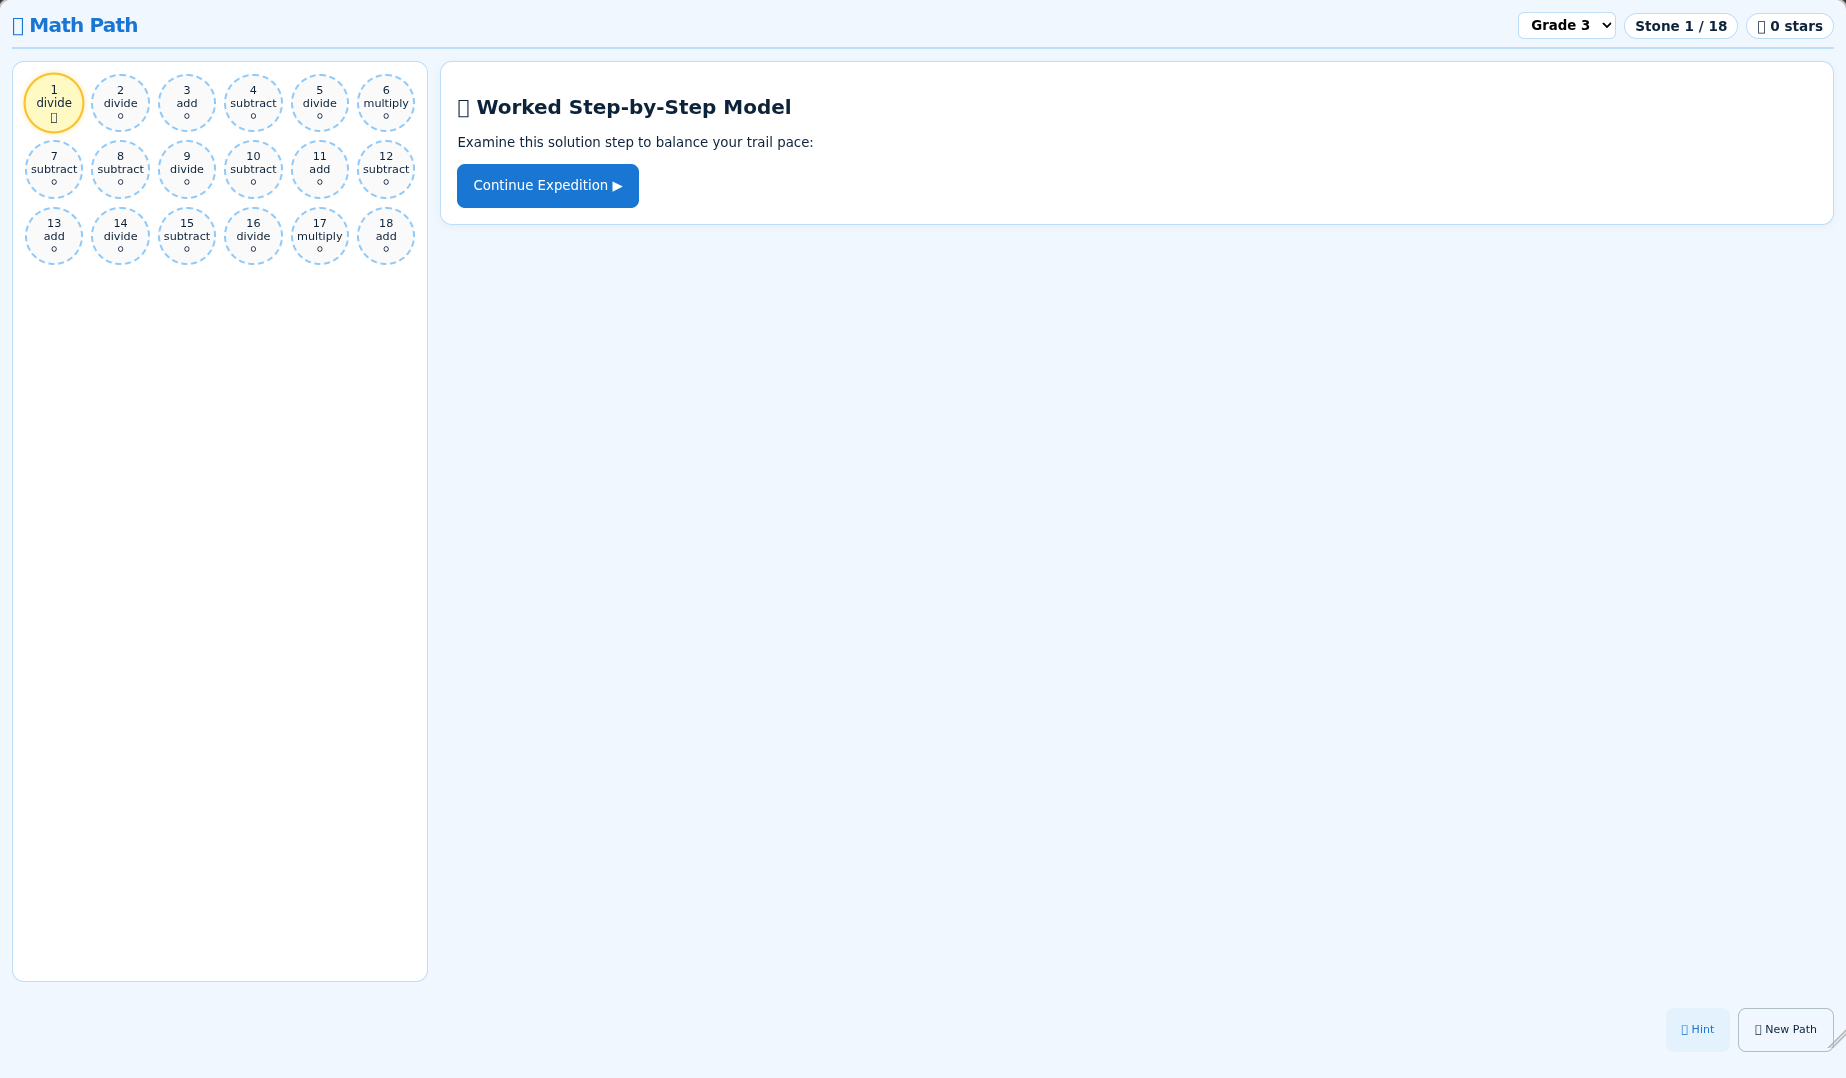 Math Path
Grade 3
Stone 1 / 18
0 stars
1
divide
2
divide
3
add
4
subtract
5
divide
6
multiply
7
subtract
8
subtract
9
divide
10
subtract
11
add
12
subtract
13
add
14
divide
15
subtract
16
divide
17
multiply
18
add
Worked Step-by-Step Model
Examine this solution step to balance your trail pace:
Continue Expedition ▶
Hint
New Path